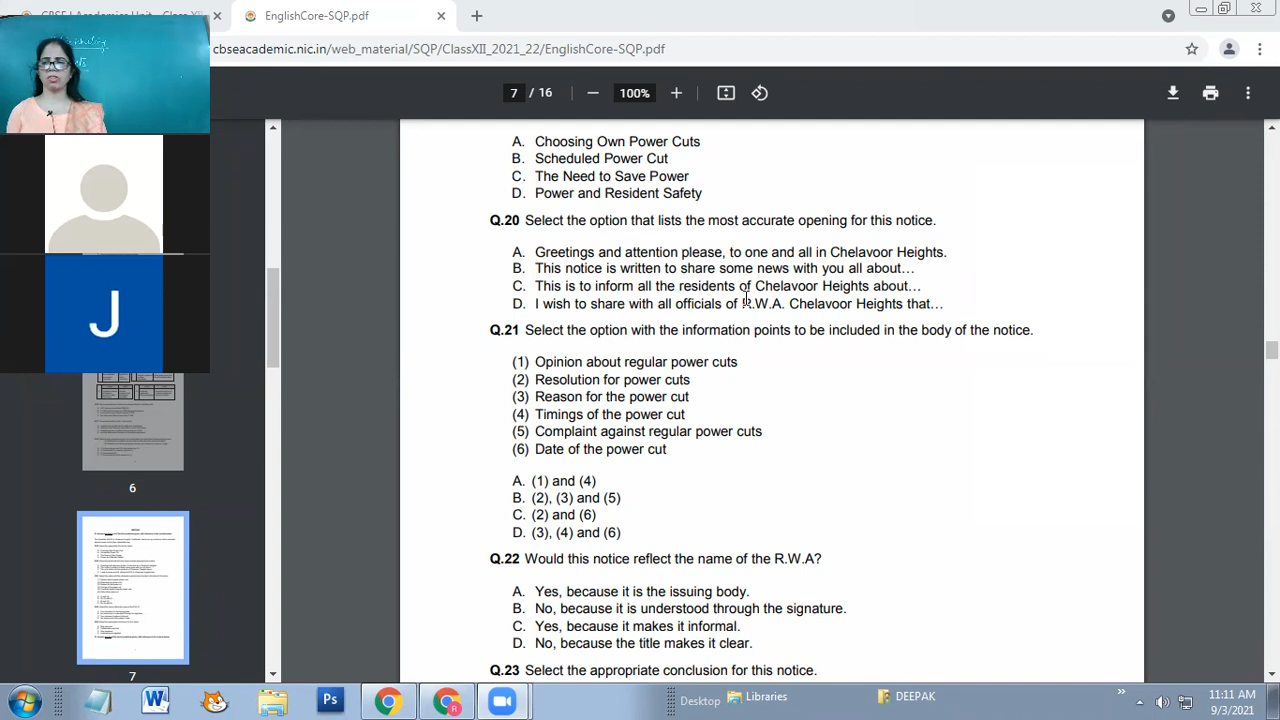 CBSE | Academics Unit - Class XII
EnglishCore-SQP.pdf
cbseacademic.nic.in/web_material/SQP/ClassXII_2021_22/EnglishCore-SQP.pdf
7 / 16
100%
A. Choosing Own Power Cuts
B. Scheduled Power Cut
C. The Need to Save Power
D. Power and Resident Safety
Q.20 Select the option that lists the most accurate opening for this notice.
A. Greetings and attention please, to one and all in Chelavoor Heights.
B. This notice is written to share some news with you all about…
C. This is to inform all the residents of Chelavoor Heights about…
D. I wish to share with all officials of R.W.A. Chelavoor Heights that…
Q.21 Select the option with the information points to be included in the body of the notice.
(1) Opinion about regular power cuts
(2) Resolution for power cuts
(3) Reason for the power cut
(4) Timings of the power cut
(5) Complaint against regular power cuts
(6) Date of the power cut
A. (1) and (4)
B. (2), (3) and (5)
C. (2) and (6)
D. (3), (4) and (6)
Q.22 Would this notice reflect the name of the R.W.A?
A. Yes, because it is the issuing body.
B. No, because it is understood through the signature.
C. Yes, because it makes it informal.
D. No, because the title makes it clear.
Q.23 Select the appropriate conclusion for this notice.
J
6
7
W
Ps
Desktop
Libraries
DEEPAK
11:11 AM
9/3/2021